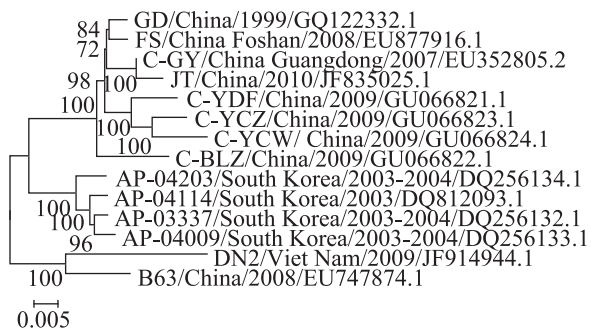 84
72
98
100
100
100
100
100
100
96
100
GD/China/1999/GQ122332.1
FS/China Foshan/2008/EU877916.1
C-GY/China Guangdong/2007/EU352805.2
JT/China/2010/JF835025.1
C-YDF/China/2009/GU066821.1
C-YCZ/China/2009/GU066823.1
C-YCW/ China/2009/GU066824.1
C-BLZ/China/2009/GU066822.1
AP-04203/South Korea/2003-2004/DQ256134.1
AP-04114/South Korea/2003/DQ812093.1
AP-03337/South Korea/2003-2004/DQ256132.1
AP-04009/South Korea/2003-2004/DQ256133.1
DN2/Viet Nam/2009/JF914944.1
B63/China/2008/EU747874.1
0.005